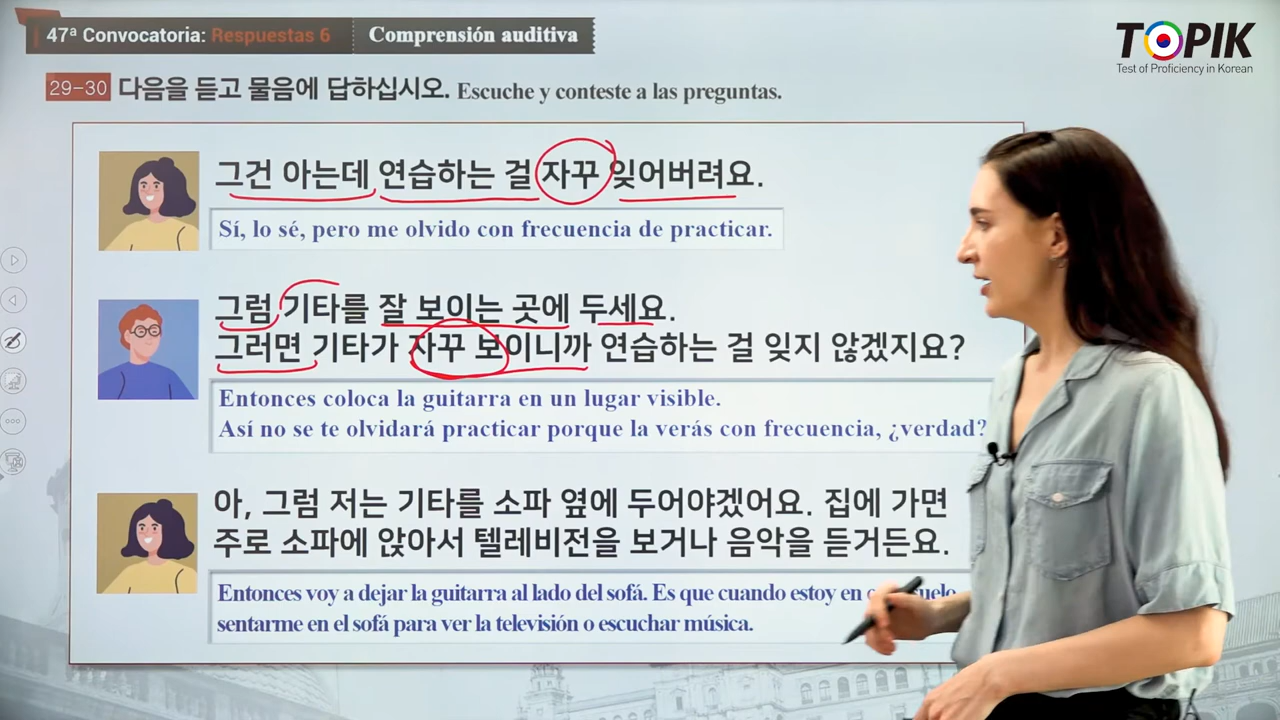 47ª Convocatoria: Respuestas 6
Comprensión auditiva
TOPIK
Test of Proficiency in Korean
29-30 다음을 듣고 물음에 답하십시오. Escuche y conteste a las preguntas.
그건 아는데 연습하는 걸 자꾸 잊어버려요.
Sí, lo sé, pero me olvido con frecuencia de practicar.
그럼 기타를 잘 보이는 곳에 두세요.
그러면 기타가 자꾸 보이니까 연습하는 걸 잊지 않겠지요?
Entonces coloca la guitarra en un lugar visible.
Así no se te olvidará practicar porque la verás con frecuencia, ¿verdad?
아, 그럼 저는 기타를 소파 옆에 두어야겠어요. 집에 가면
주로 소파에 앉아서 텔레비전을 보거나 음악을 듣거든요.
Entonces voy a dejar la guitarra al lado del sofá. Es que cuando estoy en
sentarme en el sofá para ver la televisión o escuchar música.